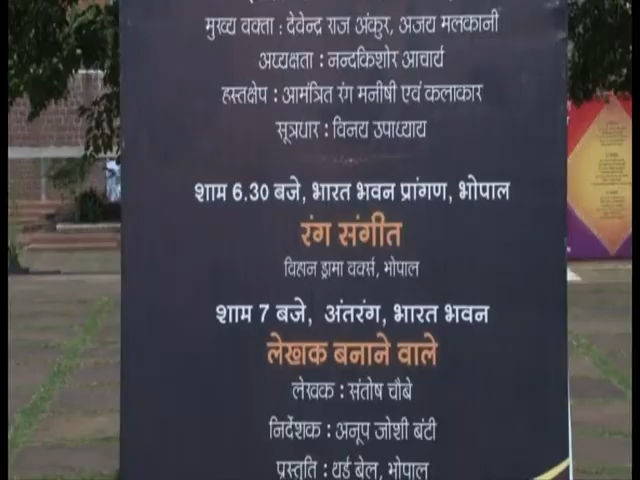 मुख्य वक्ता : देवेन्द्र राज अंकुर, अजय मलकानी
अध्यक्षता : नन्दकिशोर आचार्य
हस्तक्षेप : आमंत्रित रंग मनीषी एवं कलाकार
सूत्रधार : विनय उपाध्याय
शाम 6.30 बजे, भारत भवन प्रांगण, भोपाल
रंग संगीत
विहान ड्रामा वर्क्स, भोपाल
शाम 7 बजे, अंतरंग, भारत भवन
लेखक बनाने वाले
लेखक : संतोष चौबे
निर्देशक : अनूप जोशी बंटी
प्रस्तुति : थर्ड बेल, भोपाल